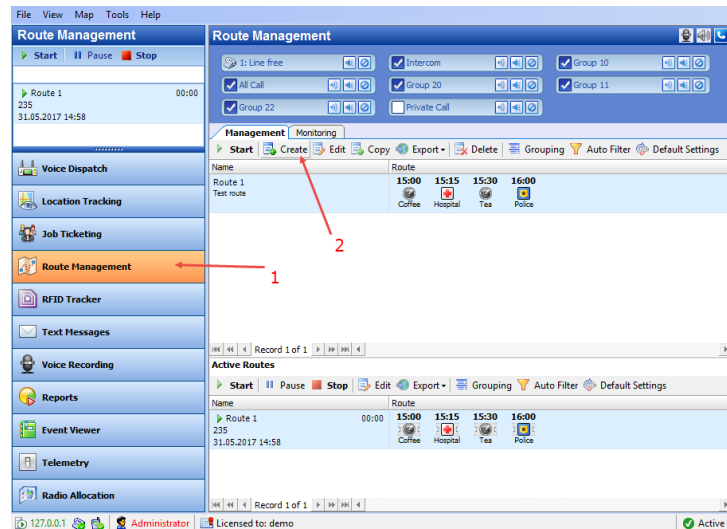 File View Map Tools Help
Route Management
Start Pause Stop
Route 1 00:00
235
31.05.2017 14:58
Voice Dispatch
Location Tracking
Job Ticketing
Route Management
RFID Tracker
Text Messages
Voice Recording
Reports
Event Viewer
Telemetry
Radio Allocation
Route Management
1: Line free Intercom Group 10
All Call Group 20 Group 11
Group 22 Private Call
Management Monitoring
Start Create Edit Copy Export Delete Grouping Auto Filter Default Settings
Name Route
Route 1 15:00 15:15 15:30 16:00
Test route
Coffee Hospital Tea Police
2
1
Record 1 of 1
Active Routes
Start Pause Stop Edit Export Grouping Auto Filter Default Settings
Name Route
Route 1 00:00 15:00 15:15 15:30 16:00
235
31.05.2017 14:58 Coffee Hospital Tea Police
Record 1 of 1
127.0.0.1 Administrator Licensed to: demo Active